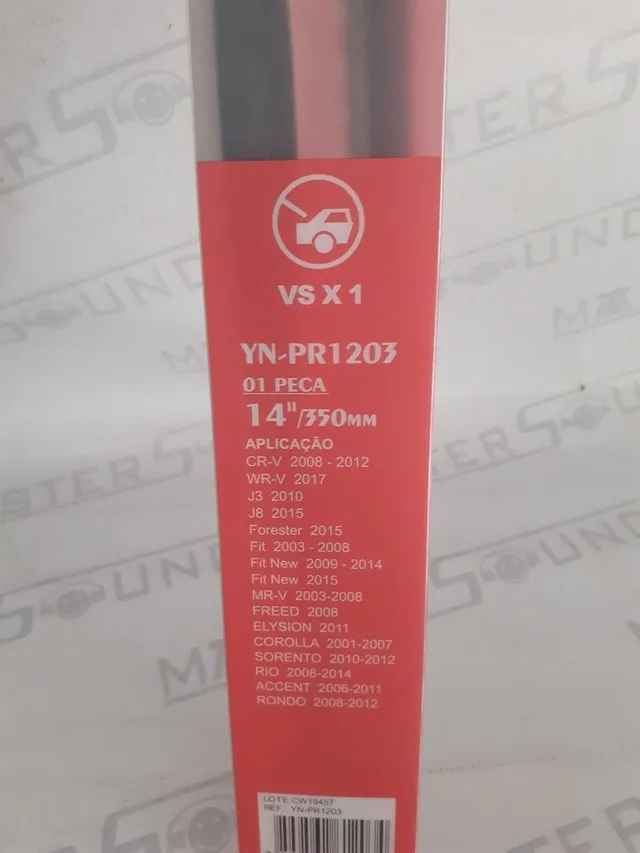 VS X 1
YN-PR1203
01 PECA
14"/350MM
APLICAÇÃO
CR-V 2008 - 2012
WR-V 2017
J3 2010
J8 2015
Forester 2015
Fit 2003 - 2008
Fit New 2009 - 2014
Fit New 2015
MR-V 2003-2008
FREED 2008
ELYSION 2011
COROLLA 2001-2007
SORENTO 2010-2012
RIO 2008-2014
ACCENT 2006-2011
RONDO 2008-2012
LOTE: CW19457
REF: YN-PR1203
MASTER SOUND